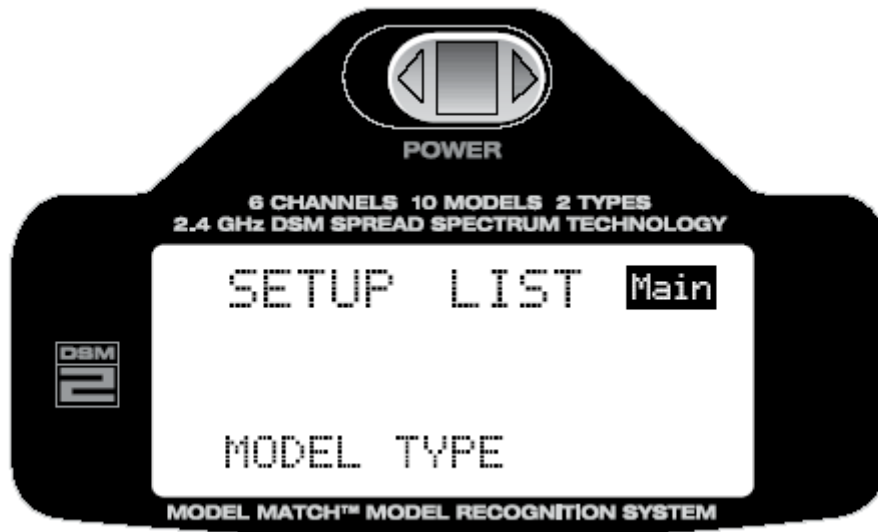 POWER
6 CHANNELS 10 MODELS 2 TYPES
2.4 GHz DSM SPREAD SPECTRUM TECHNOLOGY
SETUP LIST Main
DSM
2
MODEL TYPE
MODEL MATCH™ MODEL RECOGNITION SYSTEM